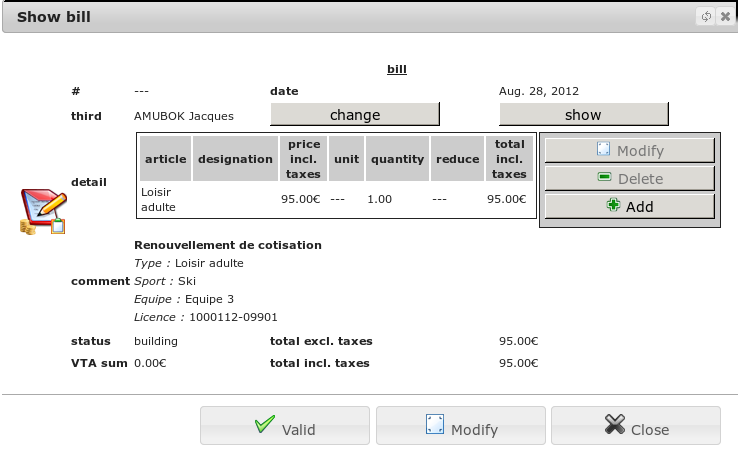 Show bill
bill
# --- date Aug. 28, 2012
third AMUBOK Jacques change show
detail
article designation price incl. taxes unit quantity reduce total incl. taxes
Loisir adulte 95.00€ --- 1.00 --- 95.00€
Modify
Delete
Add
comment
Renouvellement de cotisation
Type : Loisir adulte
Sport : Ski
Equipe : Equipe 3
Licence : 1000112-09901
status building total excl. taxes 95.00€
VTA sum 0.00€ total incl. taxes 95.00€
Valid Modify Close